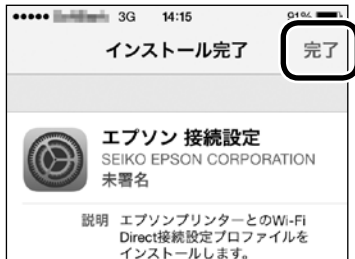 3G 14:15 91%
インストール完了 完了
エプソン 接続設定
SEIKO EPSON CORPORATION
未署名
説明 エプソンプリンターとのWi-Fi
Direct接続設定プロファイルを
インストールします。